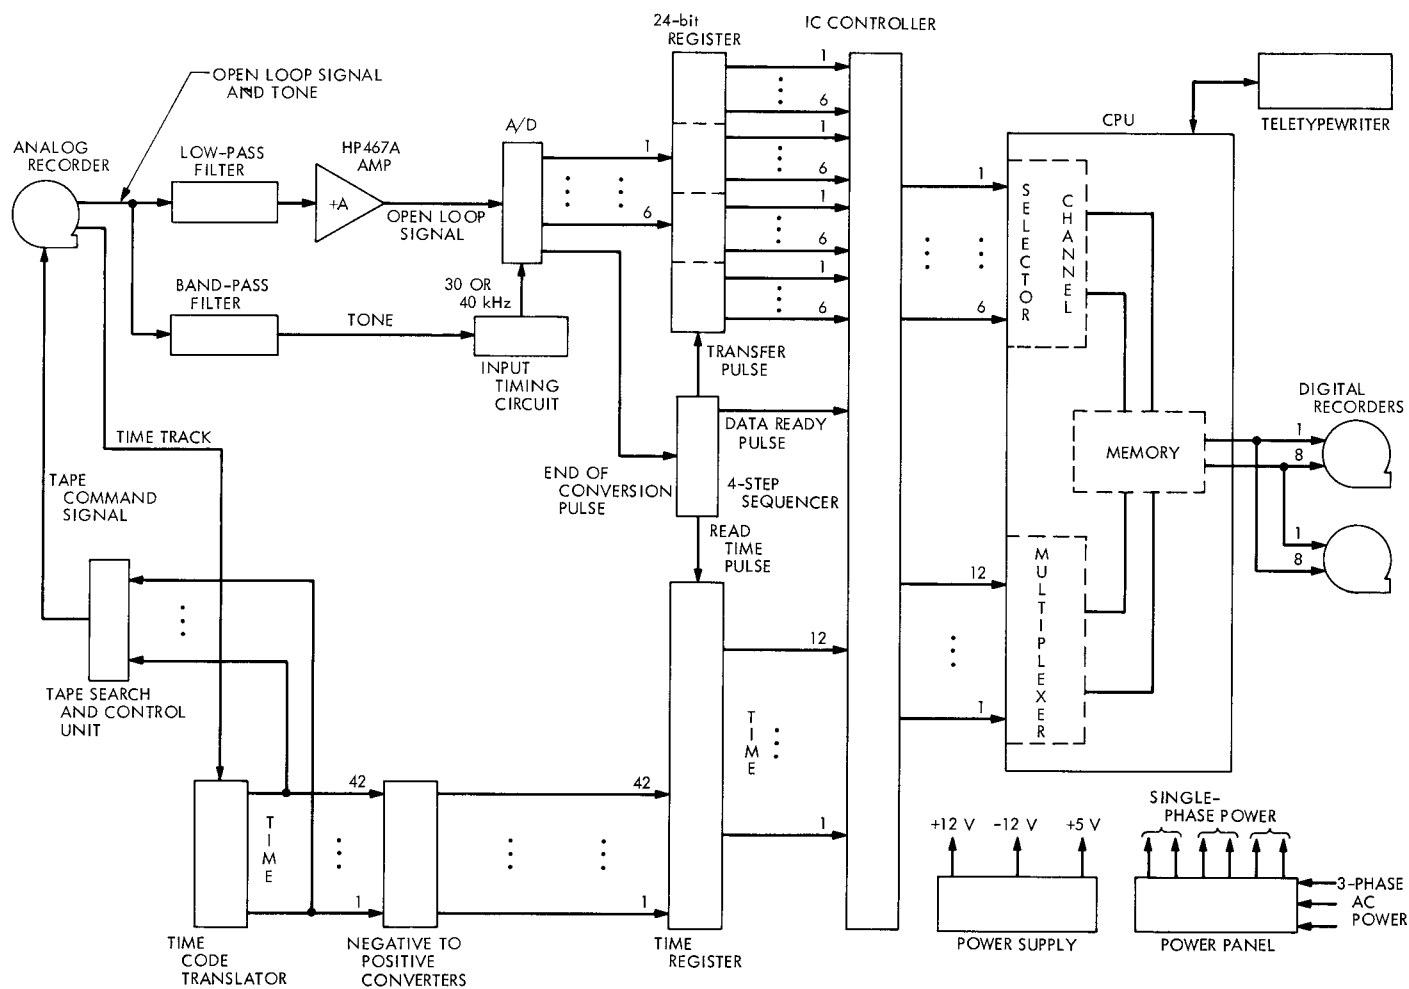 24-bit
REGISTER
IC CONTROLLER
OPEN LOOP SIGNAL
AND TONE
ANALOG
RECORDER
LOW-PASS
FILTER
HP467A
AMP
+A
OPEN LOOP
SIGNAL
A/D
1
6
1
6
1
6
1
6
1
6
CPU
TELETYPEWRITER
1
6
SELECTOR
CHANNEL
BAND-PASS
FILTER
TONE
30 OR
40 kHz
INPUT
TIMING
CIRCUIT
TRANSFER
PULSE
DATA READY
PULSE
END OF
CONVERSION
PULSE
4-STEP
SEQUENCER
READ
TIME
PULSE
MEMORY
DIGITAL
RECORDERS
1
8
1
8
TIME TRACK
TAPE
COMMAND
SIGNAL
TAPE SEARCH
AND CONTROL
UNIT
12
1
MULTIPLEXER
12
TIME
1
42
TIME
1
42
1
TIME
CODE
TRANSLATOR
NEGATIVE TO
POSITIVE
CONVERTERS
TIME
REGISTER
+12 V
-12 V
+5 V
POWER SUPPLY
SINGLE-
PHASE POWER
3-PHASE
AC
POWER
POWER PANEL